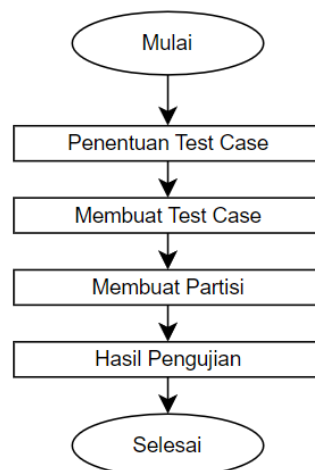 Mulai
Penentuan Test Case
Membuat Test Case
Membuat Partisi
Hasil Pengujian
Selesai